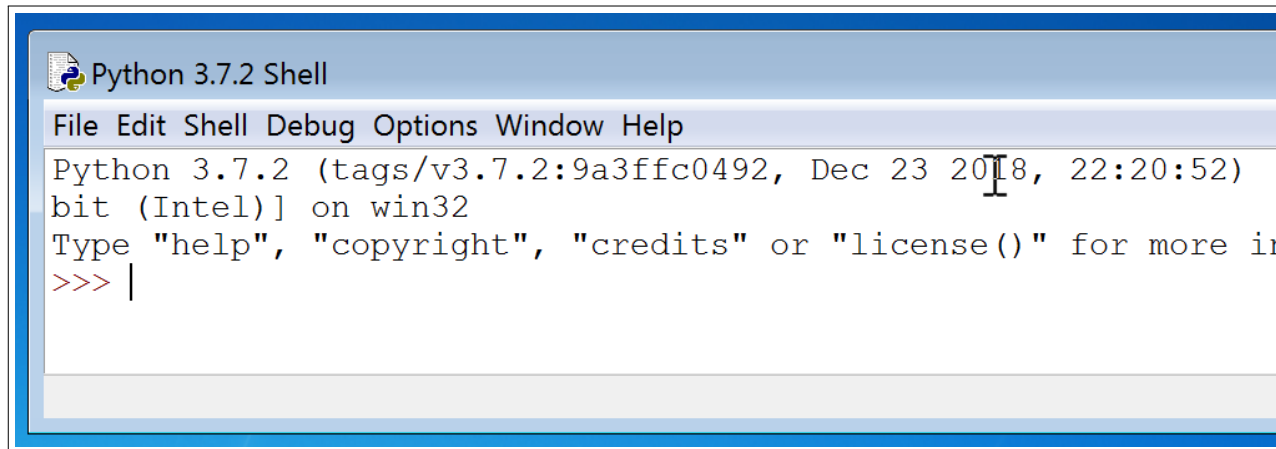 Python 3.7.2 Shell
File Edit Shell Debug Options Window Help
Python 3.7.2 (tags/v3.7.2:9a3ffc0492, Dec 23 2018, 22:20:52)
bit (Intel)] on win32
Type "help", "copyright", "credits" or "license()" for more in
>>>